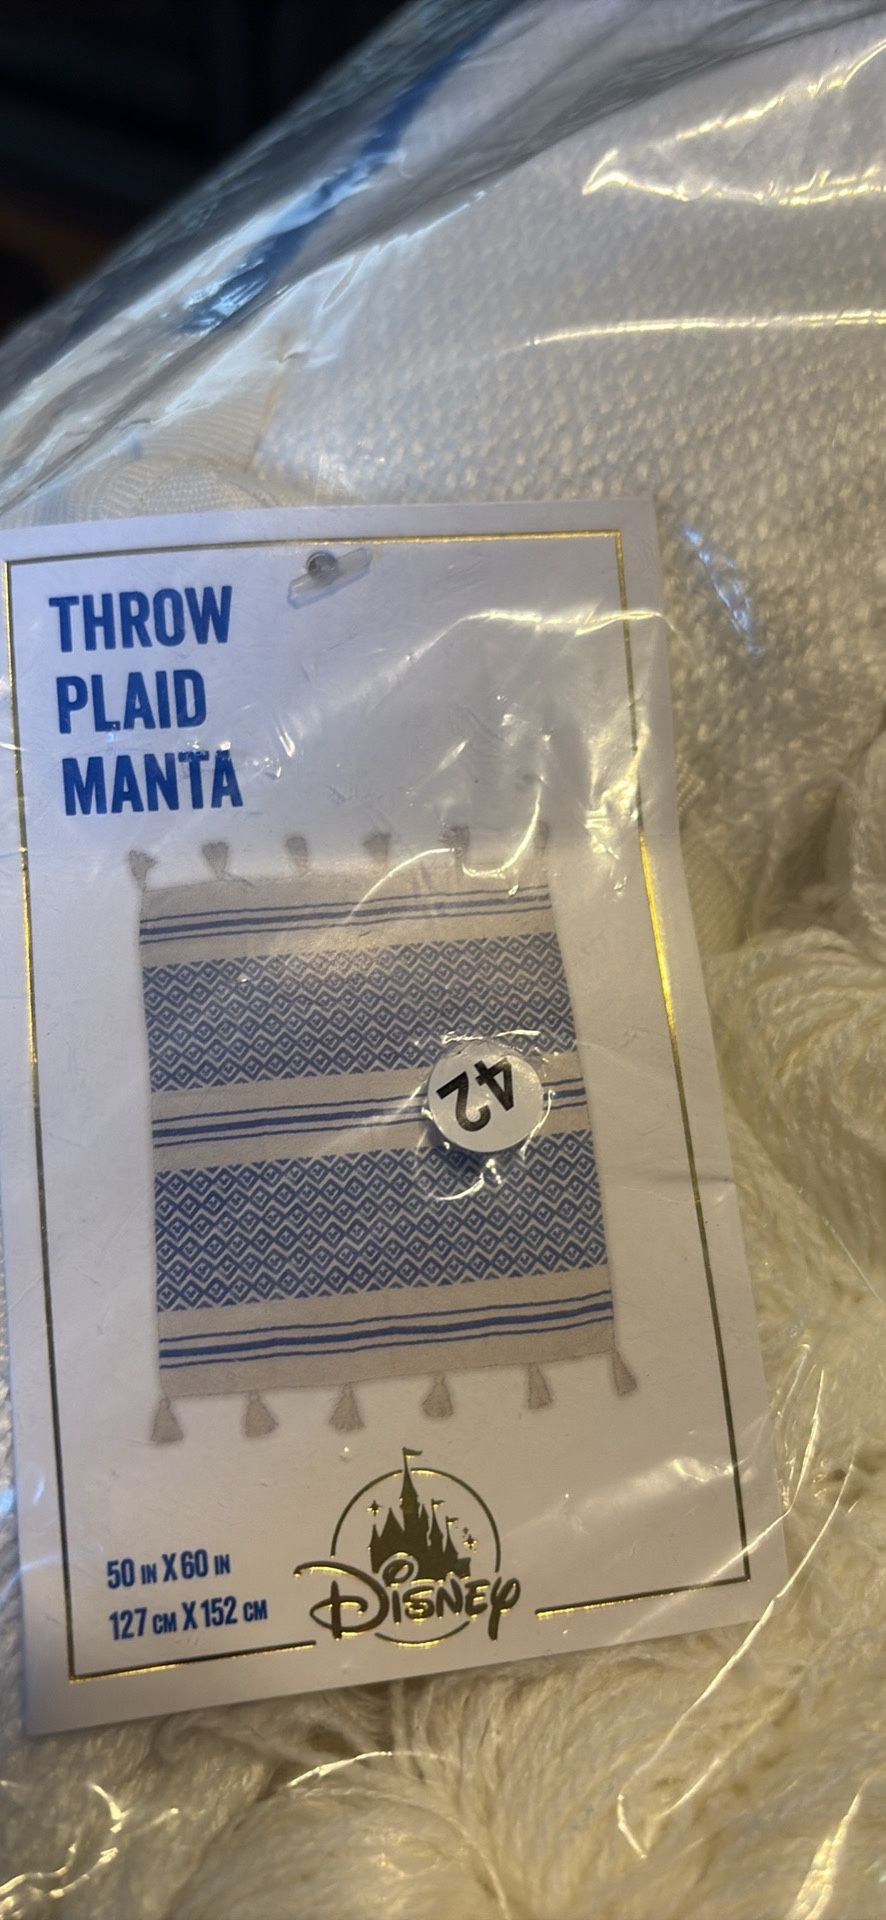 THROW
PLAID
MANTA
42
50 IN X 60 IN
127 CM X 152 CM
Disney